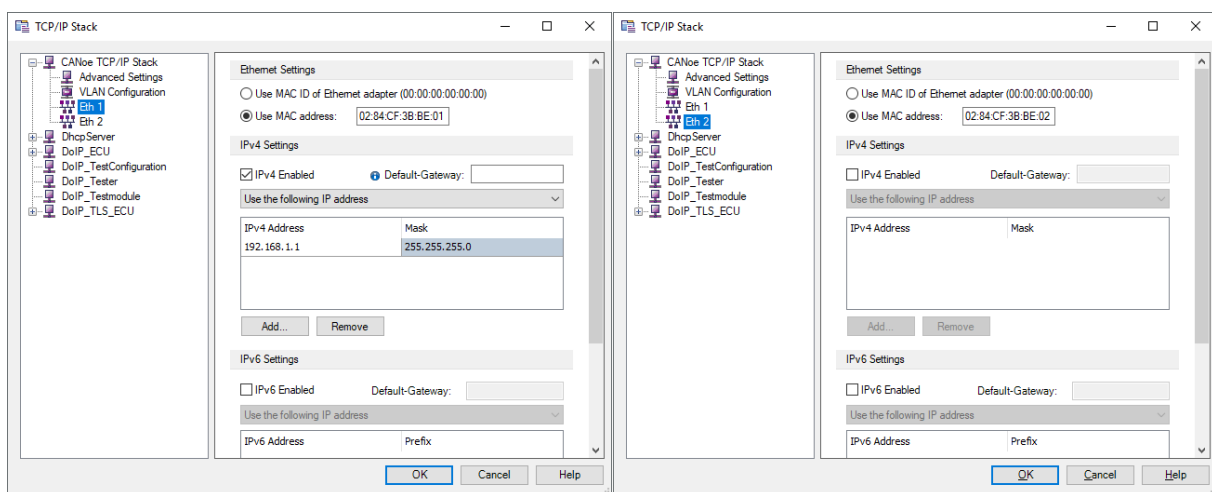 TCP/IP Stack
CANoe TCP/IP Stack
Advanced Settings
VLAN Configuration
Eth 1
Eth 2
DhcpServer
DoIP_ECU
DoIP_TestConfiguration
DoIP_Tester
DoIP_Testmodule
DoIP_TLS_ECU
Ethernet Settings
Use MAC ID of Ethernet adapter (00:00:00:00:00:00)
Use MAC address: 02:84:CF:3B:BE:01
IPv4 Settings
IPv4 Enabled Default-Gateway:
Use the following IP address
IPv4 Address Mask
192.168.1.1 255.255.255.0
Add... Remove
IPv6 Settings
IPv6 Enabled Default-Gateway:
Use the following IP address
IPv6 Address Prefix
OK Cancel Help
TCP/IP Stack
CANoe TCP/IP Stack
Advanced Settings
VLAN Configuration
Eth 1
Eth 2
DhcpServer
DoIP_ECU
DoIP_TestConfiguration
DoIP_Tester
DoIP_Testmodule
DoIP_TLS_ECU
Ethernet Settings
Use MAC ID of Ethernet adapter (00:00:00:00:00:00)
Use MAC address: 02:84:CF:3B:BE:02
IPv4 Settings
IPv4 Enabled Default-Gateway:
Use the following IP address
IPv4 Address Mask
Add... Remove
IPv6 Settings
IPv6 Enabled Default-Gateway:
Use the following IP address
IPv6 Address Prefix
OK Cancel Help